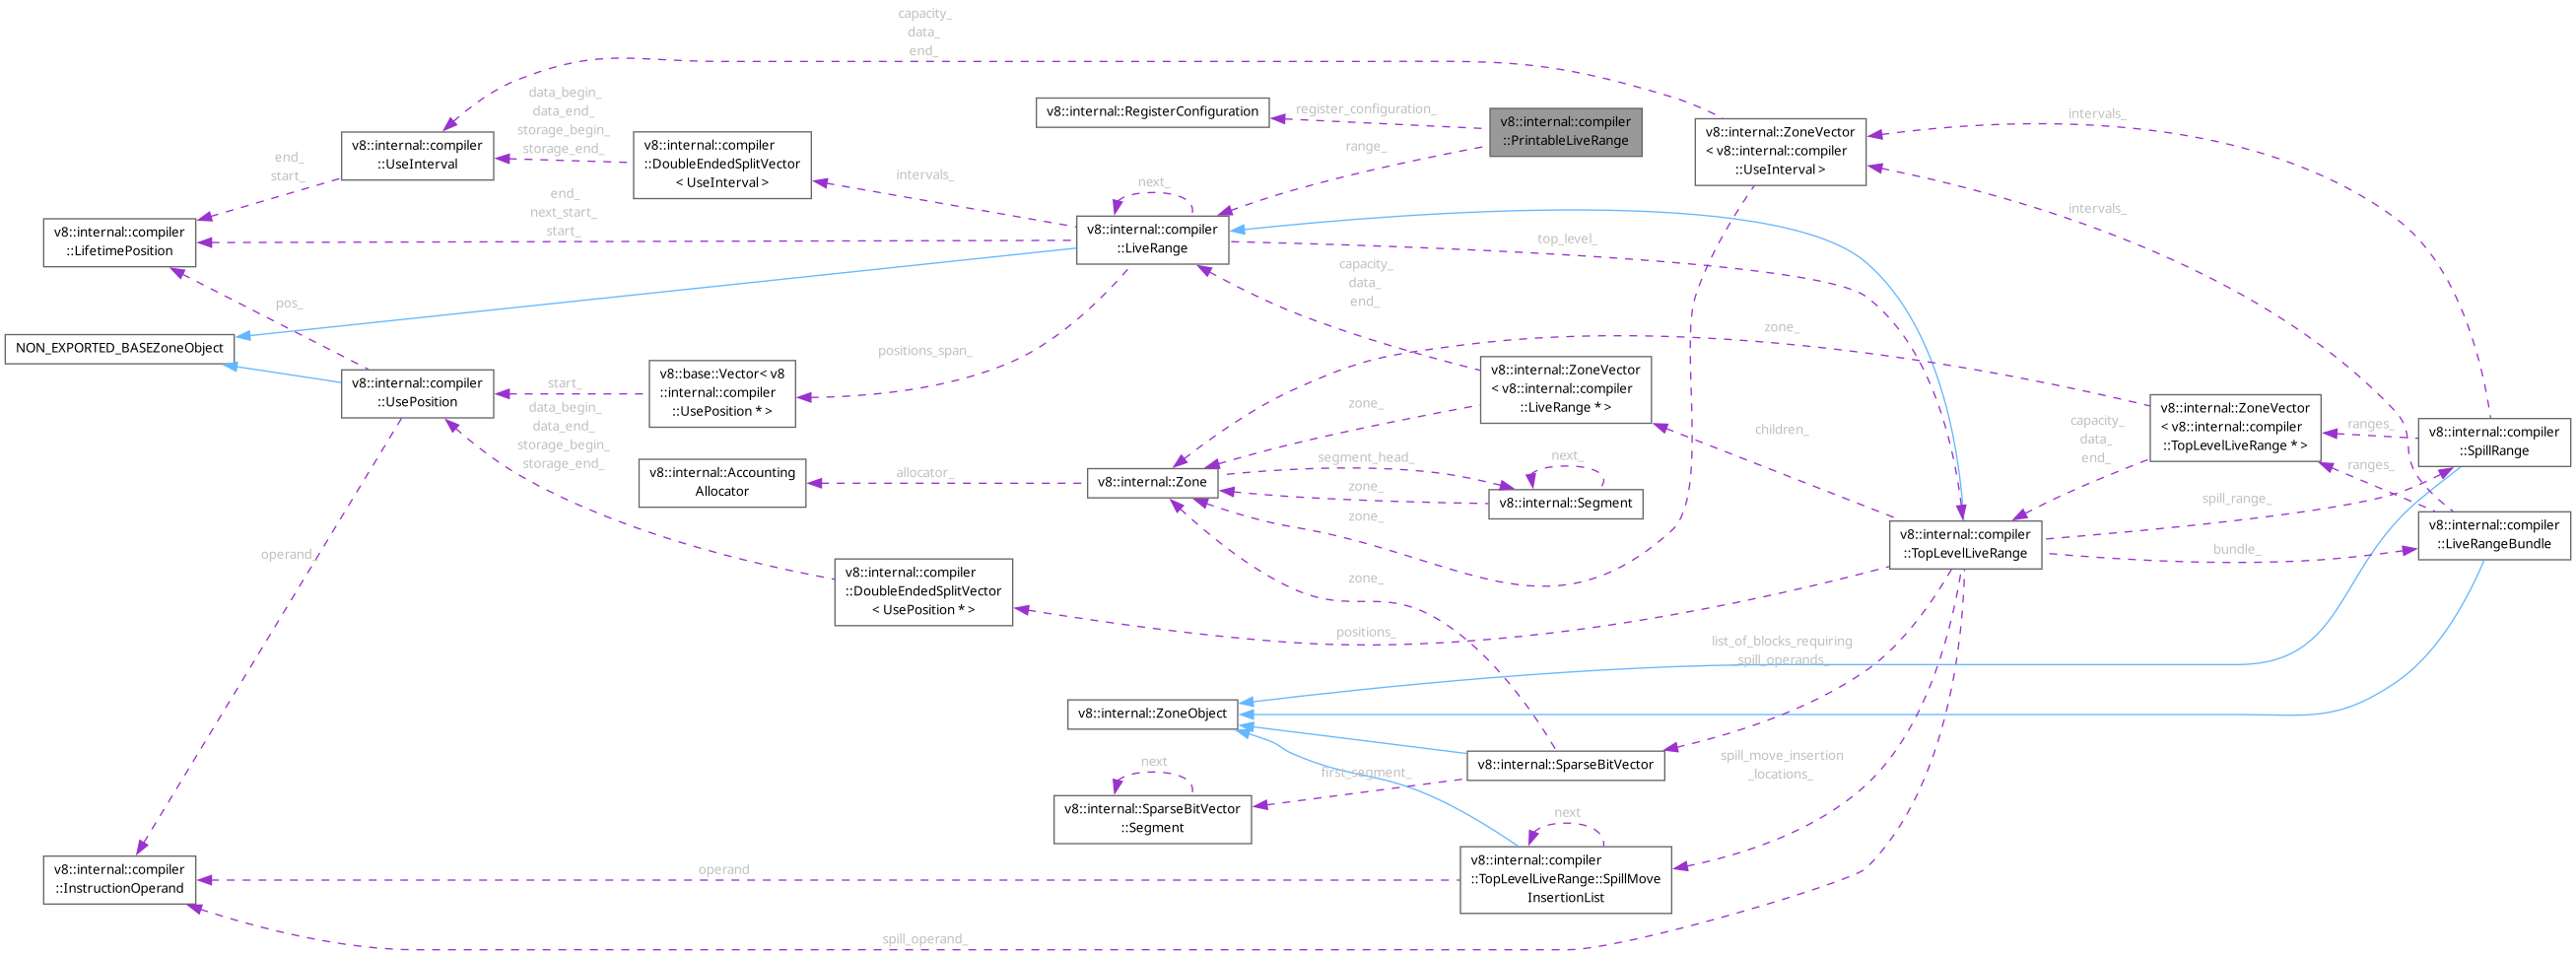 capacity_
data_
end_
data_begin_
data_end_
storage_begin_
storage_end_
v8::internal::RegisterConfiguration
register_configuration_
v8::internal::compiler
::PrintableLiveRange
v8::internal::ZoneVector
< v8::internal::compiler
::UseInterval >
intervals_
v8::internal::compiler
::UseInterval
v8::internal::compiler
::DoubleEndedSplitVector
< UseInterval >
range_
end_
start_
intervals_
next_
end_
next_start_
start_
v8::internal::compiler
::LifetimePosition
v8::internal::compiler
::LiveRange
top_level_
intervals_
capacity_
data_
end_
pos_
zone_
NON_EXPORTED_BASEZoneObject
positions_span_
v8::internal::compiler
::UsePosition
start_
v8::base::Vector< v8
::internal::compiler
::UsePosition * >
v8::internal::ZoneVector
< v8::internal::compiler
::LiveRange * >
zone_
children_
capacity_
data_
end_
v8::internal::ZoneVector
< v8::internal::compiler
::TopLevelLiveRange * >
ranges_
v8::internal::compiler
::SpillRange
data_begin_
data_end_
storage_begin_
storage_end_
v8::internal::Accounting
Allocator
allocator_
v8::internal::Zone
segment_head_
zone_
zone_
next_
v8::internal::Segment
ranges_
spill_range_
bundle_
v8::internal::compiler
::TopLevelLiveRange
v8::internal::compiler
::LiveRangeBundle
operand
v8::internal::compiler
::DoubleEndedSplitVector
< UsePosition * >
zone_
positions_
list_of_blocks_requiring
_spill_operands_
v8::internal::ZoneObject
v8::internal::SparseBitVector
spill_move_insertion
_locations_
next
first_segment_
v8::internal::SparseBitVector
::Segment
next
v8::internal::compiler
::InstructionOperand
operand
v8::internal::compiler
::TopLevelLiveRange::SpillMove
InsertionList
spill_operand_